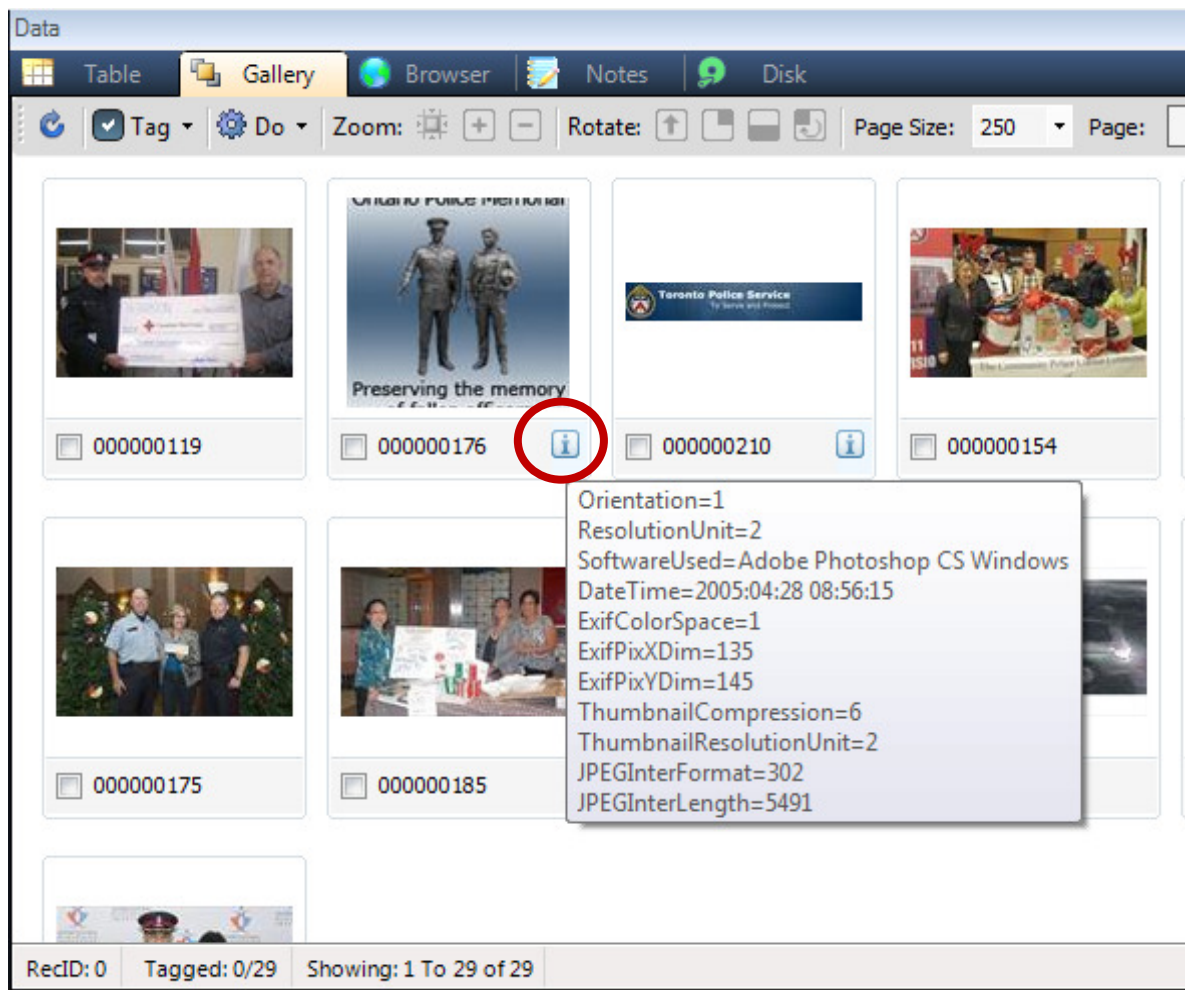 Data
Table Gallery Browser Notes Disk
Tag Do Zoom: Rotate: Page Size: 250 Page:
Ontario Police Memorial
Toronto Police Service
To Serve and Protect
Preserving the memory
of fallen officers
000000119 000000176 i 000000210 i 000000154
Orientation=1
ResolutionUnit=2
SoftwareUsed=Adobe Photoshop CS Windows
DateTime=2005:04:28 08:56:15
ExifColorSpace=1
ExifPixXDim=135
ExifPixYDim=145
ThumbnailCompression=6
ThumbnailResolutionUnit=2
JPEGInterFormat=302
JPEGInterLength=5491
000000175 000000185
RecID: 0 Tagged: 0/29 Showing: 1 To 29 of 29